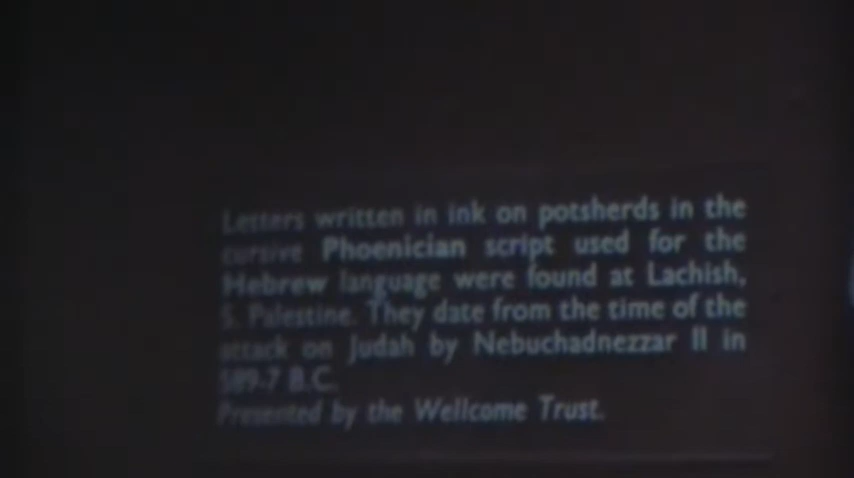 Letters written in ink on potsherds in the
cursive Phoenician script used for the
Hebrew language were found at Lachish,
S. Palestine. They date from the time of the
attack on Judah by Nebuchadnezzar II in
589-7 B.C.
Presented by the Wellcome Trust.